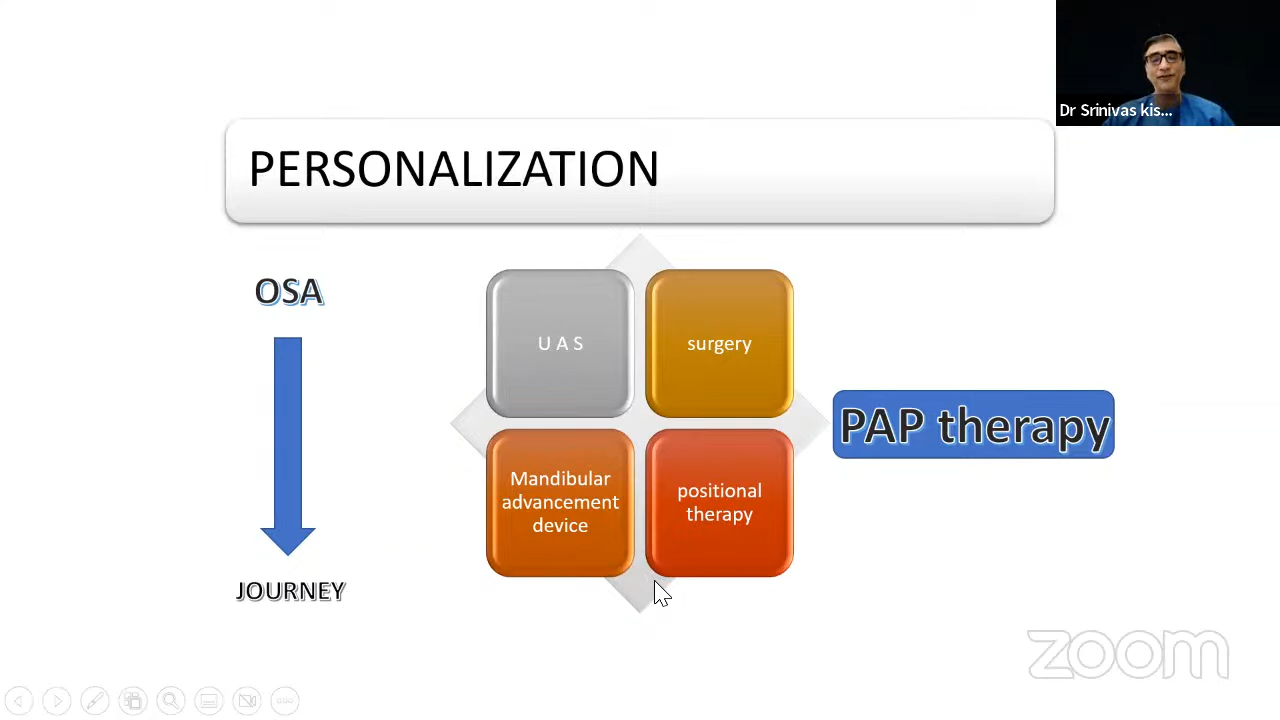 Dr Srinivas kis...
PERSONALIZATION
OSA
JOURNEY
U A S
surgery
Mandibular
advancement
device
positional
therapy
PAP therapy
zoom